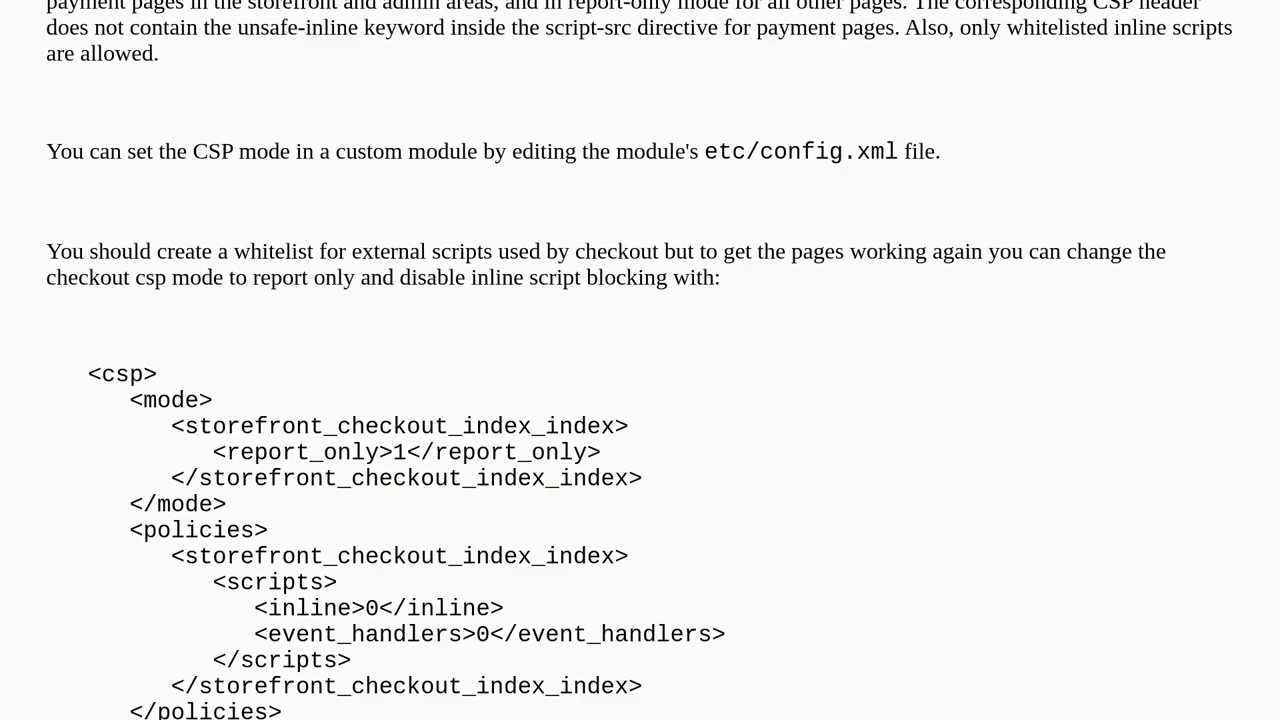 payment pages in the storefront and admin areas, and in report-only mode for all other pages. The corresponding CSP header
does not contain the unsafe-inline keyword inside the script-src directive for payment pages. Also, only whitelisted inline scripts
are allowed.
You can set the CSP mode in a custom module by editing the module's etc/config.xml file.
You should create a whitelist for external scripts used by checkout but to get the pages working again you can change the
checkout csp mode to report only and disable inline script blocking with:
<csp>
<mode>
<storefront_checkout_index_index>
<report_only>1</report_only>
</storefront_checkout_index_index>
</mode>
<policies>
<storefront_checkout_index_index>
<scripts>
<inline>0</inline>
<event_handlers>0</event_handlers>
</scripts>
</storefront_checkout_index_index>
</policies>